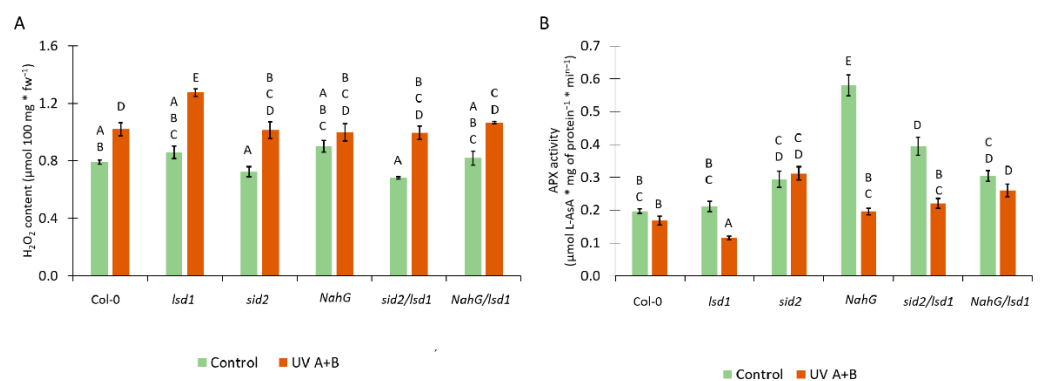 A
H₂O₂ content (µmol 100 mg * fw⁻¹)
1.6
1.2
0.8
0.4
0.0
A
B
D
A
B
C
E
A
B
C
D
A
B
C
B
C
D
A
B
C
D
A
B
C
C
D
Col-0
lsd1
sid2
NahG
sid2/lsd1
NahG/lsd1
Control
UV A+B
,
B
APX activity
(µmol L-AsA * mg of protein⁻¹ * miⁿ⁻¹)
0.7
0.6
0.5
0.4
0.3
0.2
0.1
0.0
B
C
B
B
C
A
C
D
C
D
E
B
C
D
B
C
C
D
D
Col-0
lsd1
sid2
NahG
sid2/lsd1
NahG/lsd1
Control
UV A+B